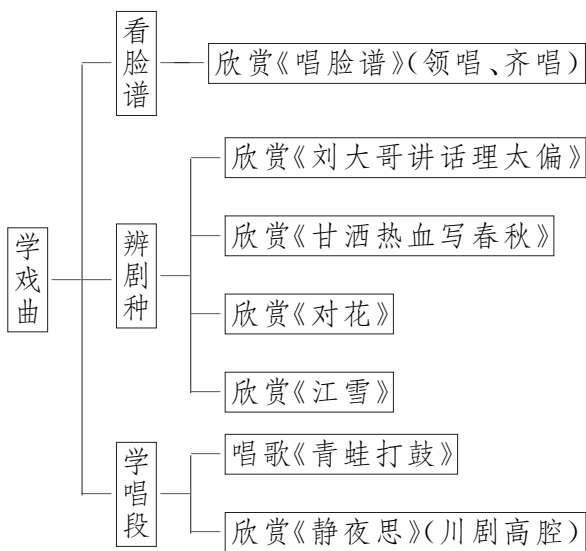 学戏曲
看脸谱
欣赏《唱脸谱》(领唱、齐唱)
辨剧种
欣赏《刘大哥讲话理太偏》
欣赏《甘洒热血写春秋》
欣赏《对花》
欣赏《江雪》
学唱段
唱歌《青蛙打鼓》
欣赏《静夜思》(川剧高腔)